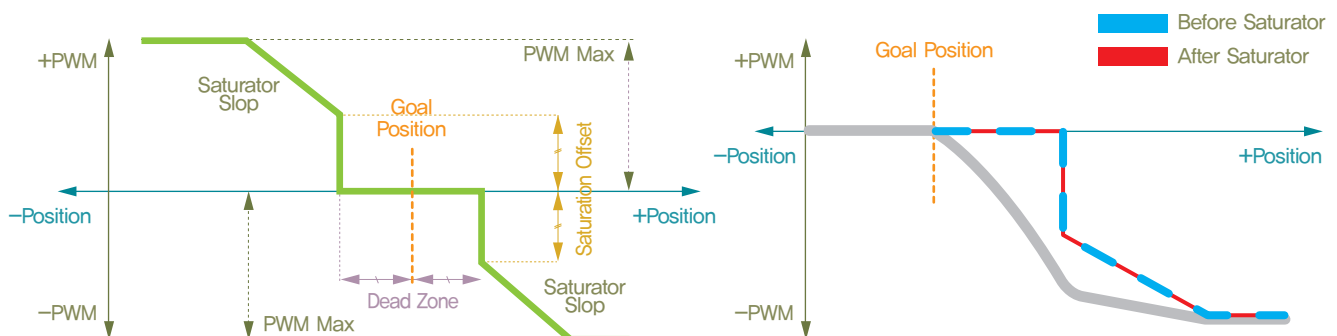 +PWM
Saturator
Slop
PWM Max
Goal
Position
Saturation Offset
−Position
+Position
Dead Zone
Saturator
Slop
−PWM
PWM Max
Before Saturator
After Saturator
+PWM
Goal Position
−Position
+Position
−PWM